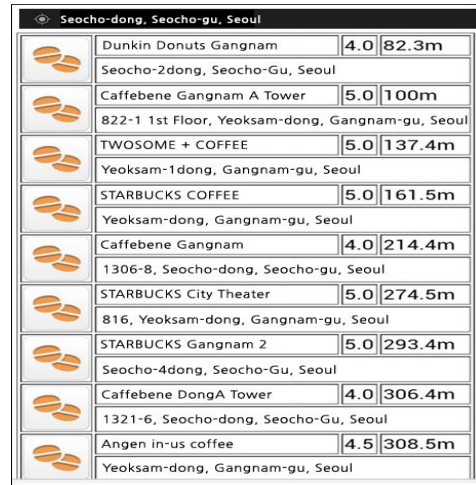 Seocho-dong, Seocho-gu, Seoul
Dunkin Donuts Gangnam 4.0 82.3m
Seocho-2dong, Seocho-Gu, Seoul
Caffebene Gangnam A Tower 5.0 100m
822-1 1st Floor, Yeoksam-dong, Gangnam-gu, Seoul
TWOSOME + COFFEE 5.0 137.4m
Yeoksam-1dong, Gangnam-gu, Seoul
STARBUCKS COFFEE 5.0 161.5m
Yeoksam-dong, Gangnam-gu, Seoul
Caffebene Gangnam 4.0 214.4m
1306-8, Seocho-dong, Seocho-gu, Seoul
STARBUCKS City Theater 5.0 274.5m
816, Yeoksam-dong, Gangnam-gu, Seoul
STARBUCKS Gangnam 2 5.0 293.4m
Seocho-4dong, Seocho-Gu, Seoul
Caffebene DongA Tower 4.0 306.4m
1321-6, Seocho-dong, Seocho-Gu, Seoul
Angen in-us coffee 4.5 308.5m
Yeoksam-dong, Gangnam-gu, Seoul